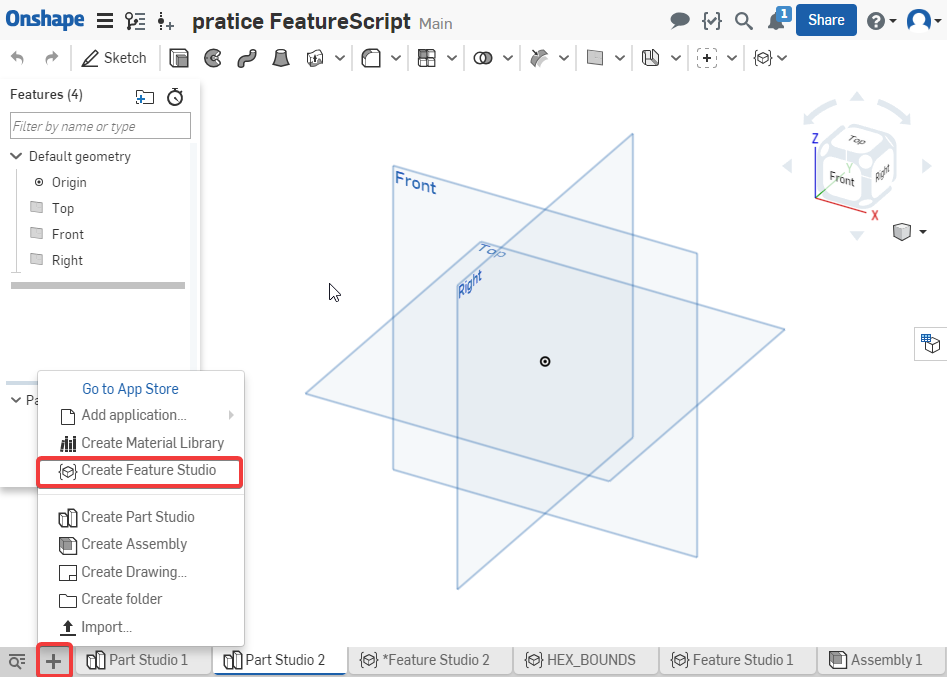 Onshape pratice FeatureScript Main 1 Share
Sketch
Features (4)
Filter by name or type
Default geometry
Origin
Top
Front
Right
Pa
Front
Top
Right
Z
Top
Y
Front
Right
X
Go to App Store
Add application...
Create Material Library
Create Feature Studio
Create Part Studio
Create Assembly
Create Drawing...
Create folder
Import...
Part Studio 1 Part Studio 2 *Feature Studio 2 HEX_BOUNDS Feature Studio 1 Assembly 1